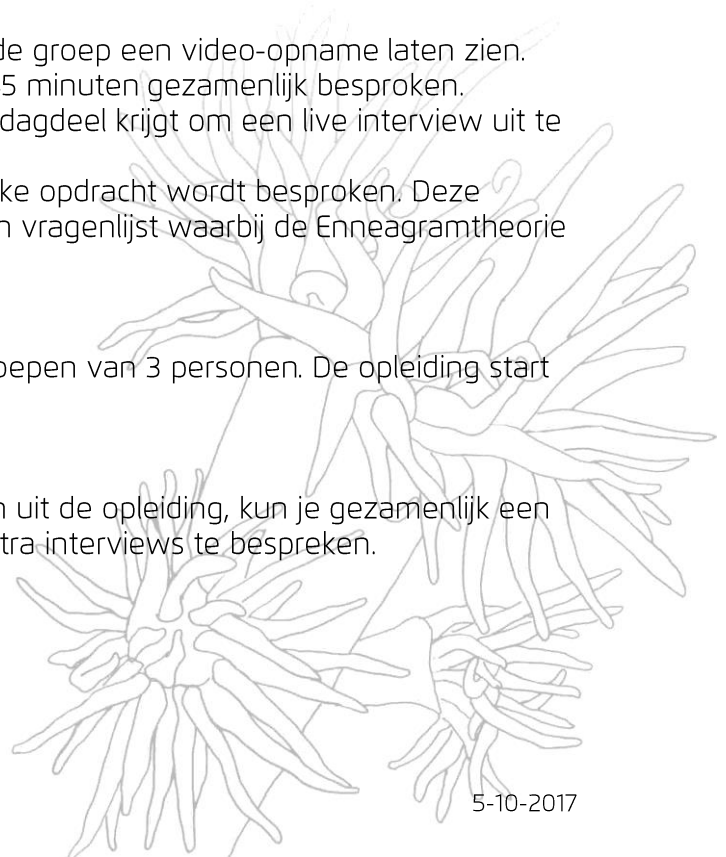 de groep een video-opname laten zien.
5 minuten gezamenlijk besproken.
dagdeel krijgt om een live interview uit te
ke opdracht wordt besproken. Deze
vragenlijst waarbij de Enneagramtheorie
van 3 personen. De opleiding start
uit de opleiding, kun je gezamenlijk een
tra interviews te bespreken.
5-10-2017